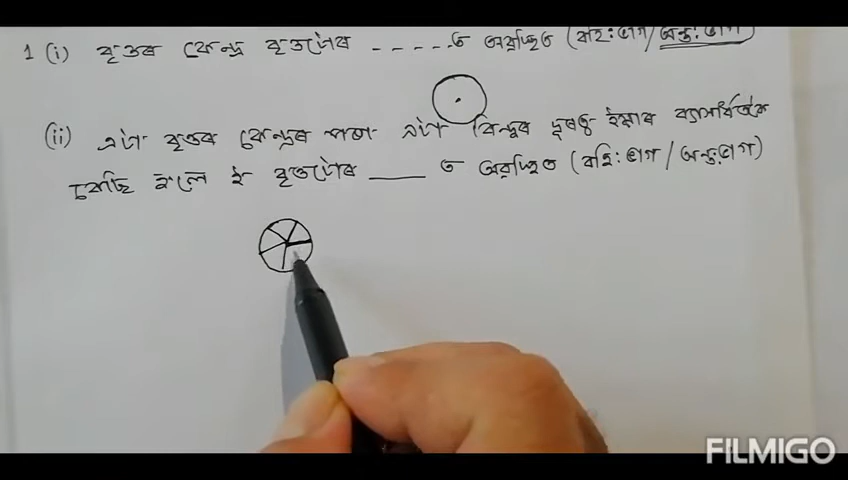 1 (i) বৃত্তৰ কেন্দ্ৰ বৃত্তটোৰ - - - - - ত অৱস্থিত (বহিঃভাগ/অন্তঃভাগ)
(ii) এটা বৃত্তৰ কেন্দ্ৰৰ পৰা এটা বিন্দুৰ দূৰত্ব ইয়াৰ ব্যাসাৰ্ধতকৈ
বেছি হ'লে ই বৃত্তটোৰ ____ ত অৱস্থিত (বহিঃভাগ/অন্তঃভাগ)
FILMIGO